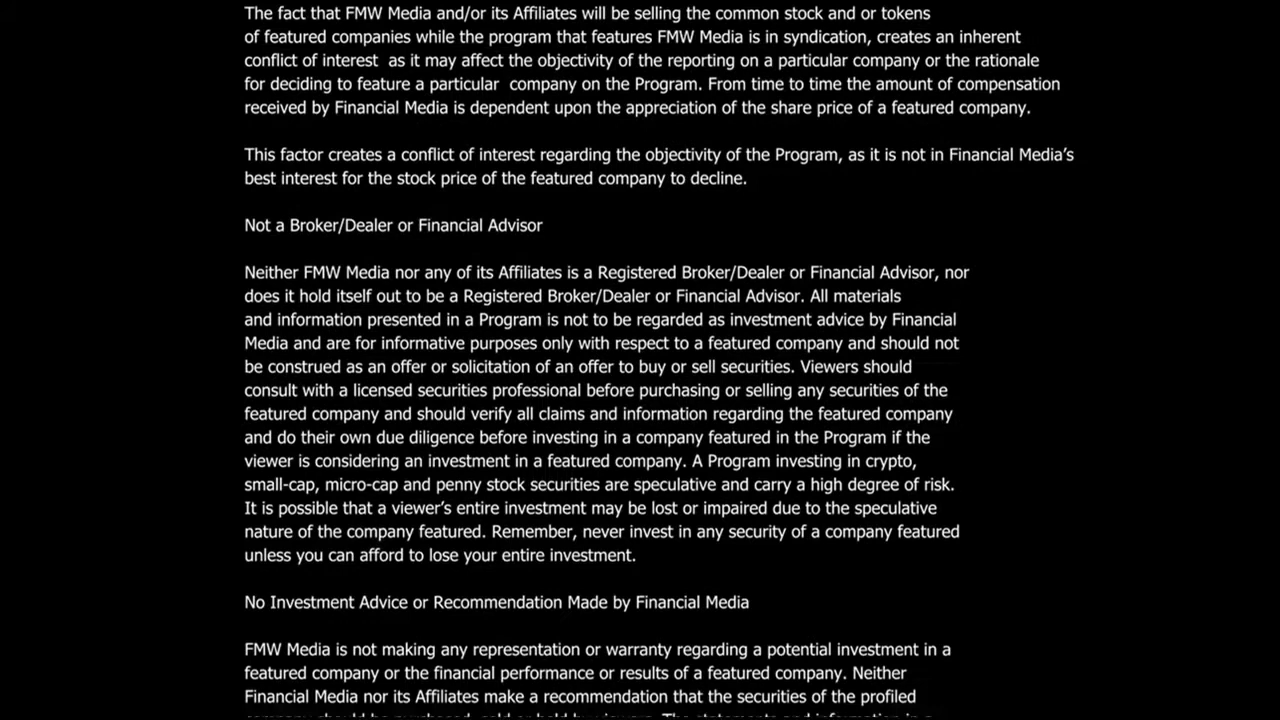 The fact that FMW Media and/or its Affiliates will be selling the common stock and or tokens
of featured companies while the program that features FMW Media is in syndication, creates an inherent
conflict of interest  as it may affect the objectivity of the reporting on a particular company or the rationale
for deciding to feature a particular  company on the Program. From time to time the amount of compensation
received by Financial Media is dependent upon the appreciation of the share price of a featured company.

This factor creates a conflict of interest regarding the objectivity of the Program, as it is not in Financial Media’s
best interest for the stock price of the featured company to decline.

Not a Broker/Dealer or Financial Advisor

Neither FMW Media nor any of its Affiliates is a Registered Broker/Dealer or Financial Advisor, nor
does it hold itself out to be a Registered Broker/Dealer or Financial Advisor. All materials
and information presented in a Program is not to be regarded as investment advice by Financial
Media and are for informative purposes only with respect to a featured company and should not
be construed as an offer or solicitation of an offer to buy or sell securities. Viewers should
consult with a licensed securities professional before purchasing or selling any securities of the
featured company and should verify all claims and information regarding the featured company
and do their own due diligence before investing in a company featured in the Program if the
viewer is considering an investment in a featured company. A Program investing in crypto,
small-cap, micro-cap and penny stock securities are speculative and carry a high degree of risk.
It is possible that a viewer’s entire investment may be lost or impaired due to the speculative
nature of the company featured. Remember, never invest in any security of a company featured
unless you can afford to lose your entire investment.

No Investment Advice or Recommendation Made by Financial Media

FMW Media is not making any representation or warranty regarding a potential investment in a
featured company or the financial performance or results of a featured company. Neither
Financial Media nor its Affiliates make a recommendation that the securities of the profiled